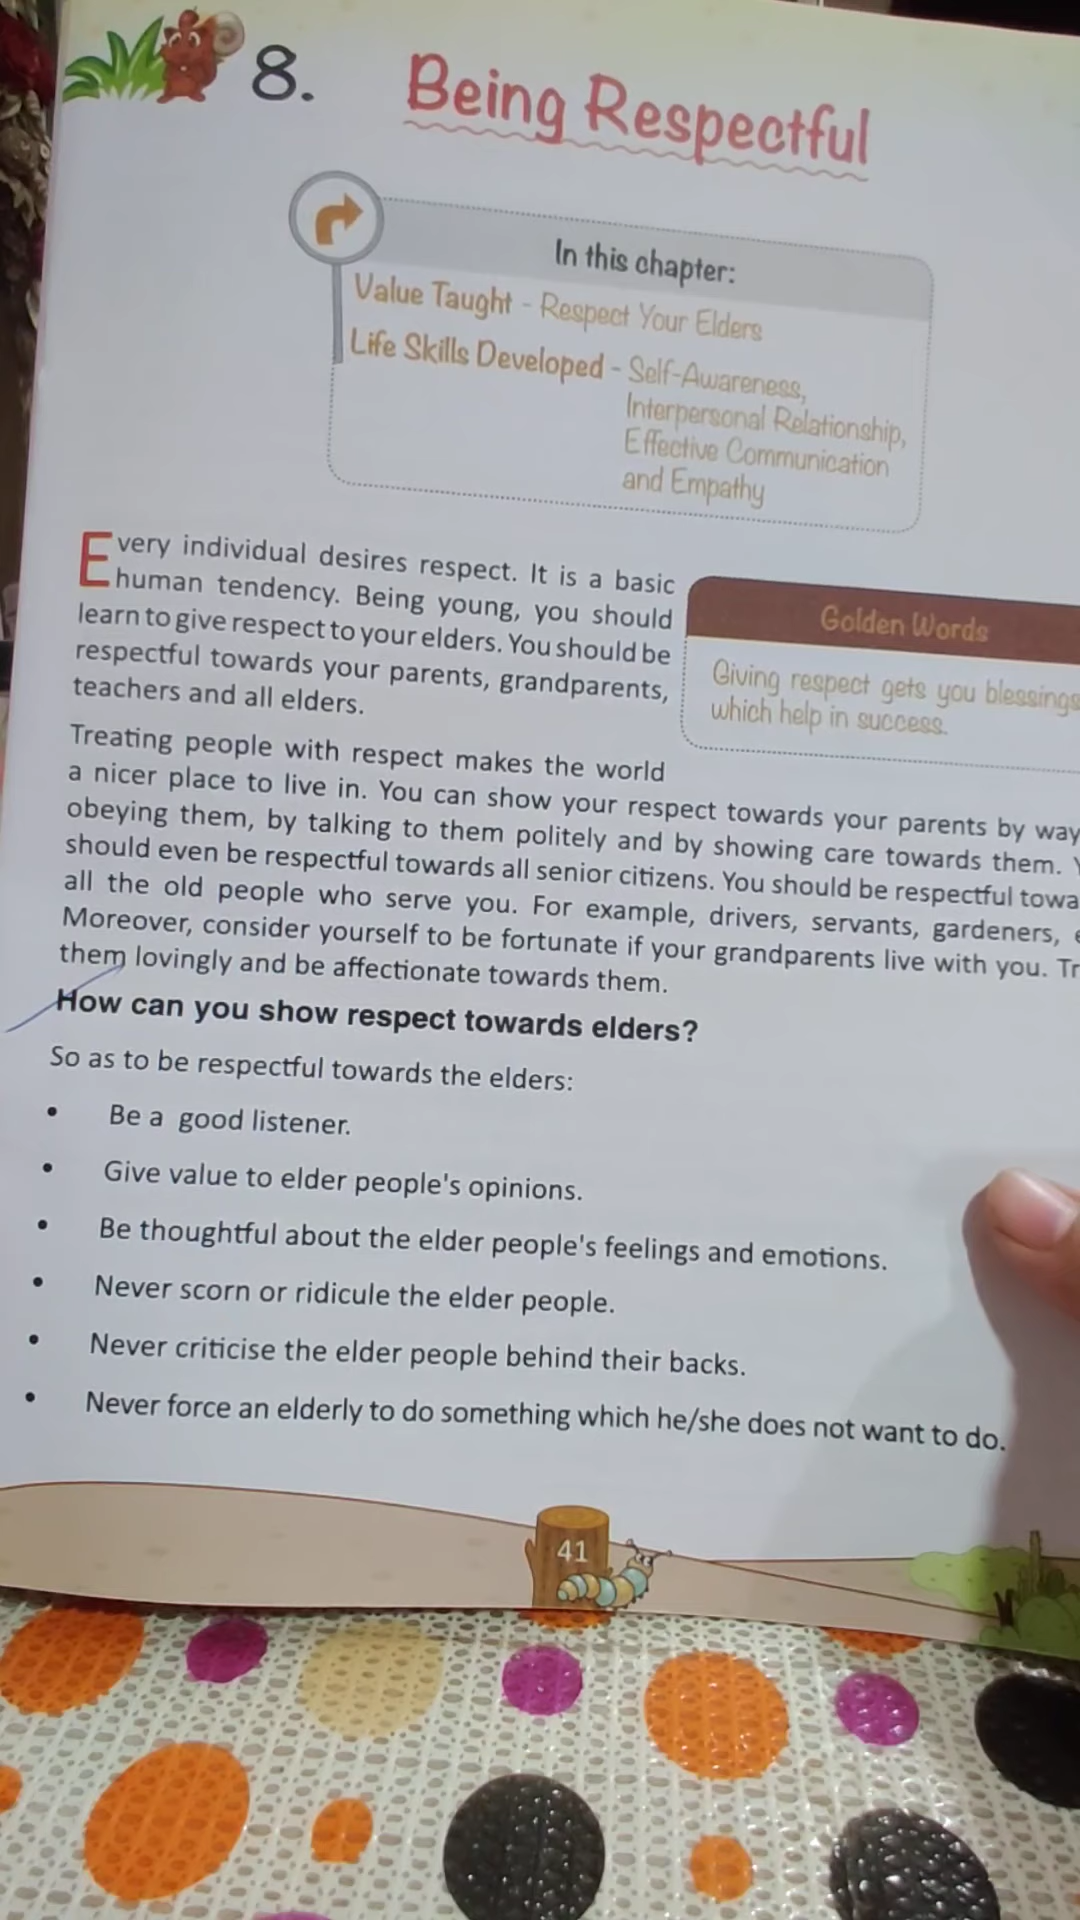 8. Being Respectful
In this chapter:
Value Taught - Respect Your Elders
Life Skills Developed - Self-Awareness,
Interpersonal Relationship,
Effective Communication
and Empathy
Every individual desires respect. It is a basic
human tendency. Being young, you should
learn to give respect to your elders. You should be
respectful towards your parents, grandparents,
teachers and all elders.
Golden Words
Giving respect gets you blessings
which help in success.
Treating people with respect makes the world
a nicer place to live in. You can show your respect towards your parents by way
obeying them, by talking to them politely and by showing care towards them.
should even be respectful towards all senior citizens. You should be respectful
all the old people who serve you. For example, drivers, servants, gardeners,
Moreover, consider yourself to be fortunate if your grandparents live with you.
them lovingly and be affectionate towards them.
How can you show respect towards elders?
So as to be respectful towards the elders:
• Be a good listener.
• Give value to elder people's opinions.
• Be thoughtful about the elder people's feelings and emotions.
• Never scorn or ridicule the elder people.
• Never criticise the elder people behind their backs.
• Never force an elderly to do something which he/she does not want to do.
41